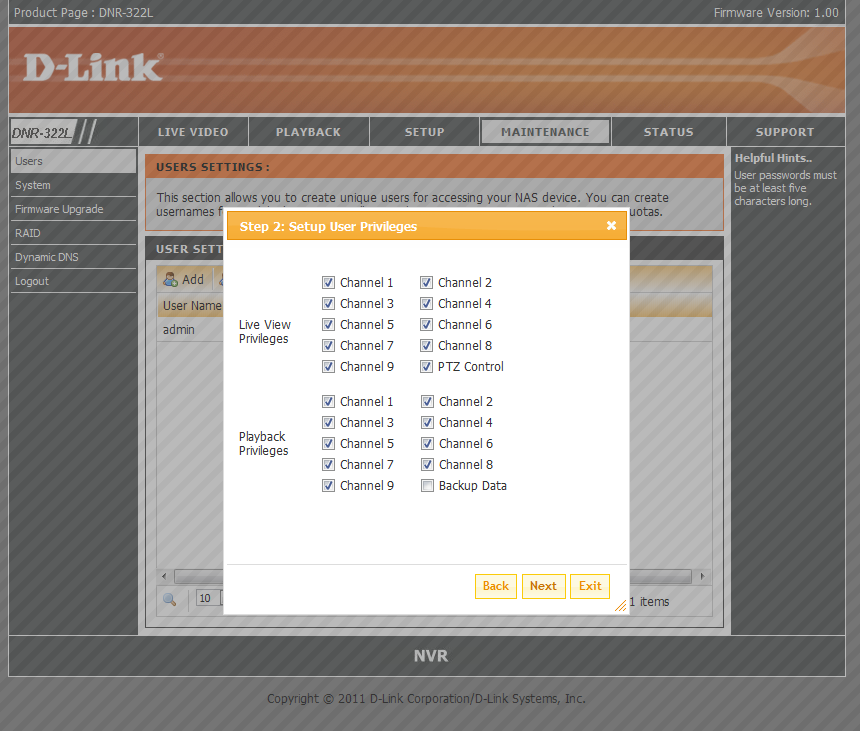 Product Page : DNR-322L Firmware Version: 1.00
D-Link
DNR-322L LIVE VIDEO PLAYBACK SETUP MAINTENANCE STATUS SUPPORT
Users
System
Firmware Upgrade
RAID
Dynamic DNS
Logout
USERS SETTINGS :
This section allows you to create unique users for accessing your NAS device. You can create
usernames
USER SETT
Add
User Name
admin
Step 2: Setup User Privileges
Live View
Privileges
Channel 1 Channel 2
Channel 3 Channel 4
Channel 5 Channel 6
Channel 7 Channel 8
Channel 9 PTZ Control
Playback
Privileges
Channel 1 Channel 2
Channel 3 Channel 4
Channel 5 Channel 6
Channel 7 Channel 8
Channel 9 Backup Data
Back Next Exit
10
1 items
Helpful Hints..
User passwords must
be at least five
characters long.
NVR
Copyright © 2011 D-Link Corporation/D-Link Systems, Inc.